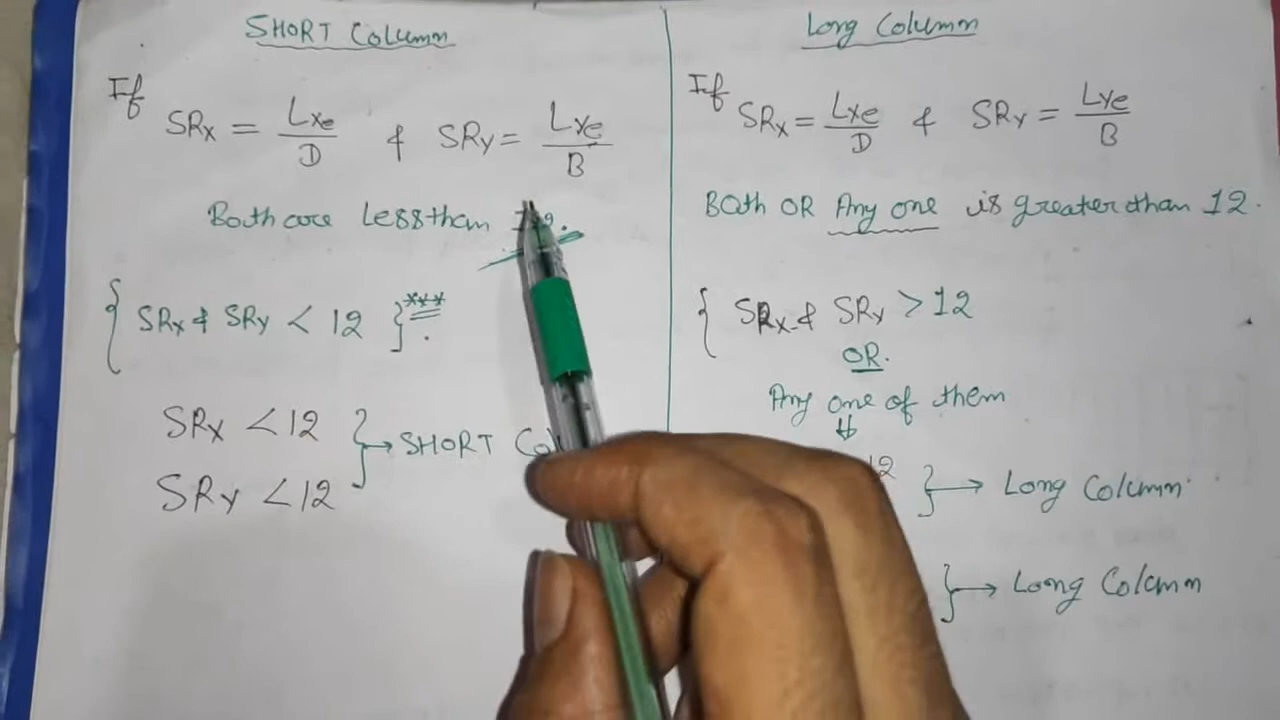 SHORT Column
If
SRx = Lxe/D & SRy = Lye/B
Both are Less than
{ SRx & SRy < 12 } ***
SRx < 12
SRy < 12 } → SHORT
Long Column
If
SRx = Lxe/D & SRy = Lye/B
Both OR Any one is greater than 12.
{ SRx & SRy > 12
OR.
Any one of them
12 } → Long Column
} → Long Column